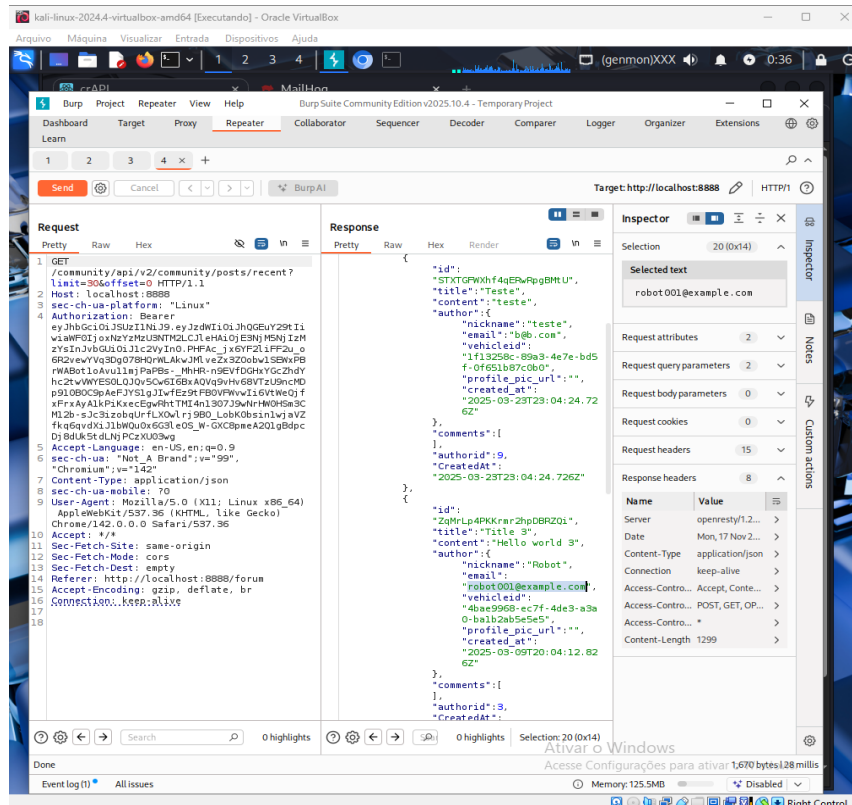 kali-linux-2024.4-virtualbox-amd64 [Executando] - Oracle VirtualBox
Arquivo Máquina Visualizar Entrada Dispositivos Ajuda
1 2 3 4 (genmon)XXX 0:36
crAPI MailHog
Burp Project Repeater View Help Burp Suite Community Edition v2025.10.4 - Temporary Project
Dashboard Target Proxy Repeater Collaborator Sequencer Decoder Comparer Logger Organizer Extensions
Learn
1 2 3 4 × +
Send Cancel < > Burp AI Target: http://localhost:8888 HTTP/1
Request
Pretty Raw Hex \n
1 GET
/community/api/v2/community/posts/recent?
limit=30&offset=0 HTTP/1.1
2 Host: localhost:8888
3 sec-ch-ua-platform: "Linux"
4 Authorization: Bearer
5 Accept-Language: en-US,en;q=0.9
6 sec-ch-ua: "Not_A Brand";v="99",
"Chromium";v="142"
7 Content-Type: application/json
8 sec-ch-ua-mobile: ?0
9 User-Agent: Mozilla/5.0 (X11; Linux x86_64)
AppleWebKit/537.36 (KHTML, like Gecko)
Chrome/142.0.0.0 Safari/537.36
10 Accept: */*
11 Sec-Fetch-Site: same-origin
12 Sec-Fetch-Mode: cors
13 Sec-Fetch-Dest: empty
14 Referer: http://localhost:8888/forum
15 Accept-Encoding: gzip, deflate, br
16 Connection: keep-alive
17
18
Search 0 highlights
Response
Pretty Raw Hex Render \n
{
"id":
"STXTGFWXhf4qERwRpgBMtU",
"title":"Teste",
"content":"teste",
"author":{
"nickname":"teste",
"email":"b@b.com",
"vehicleid":
"1f13258c-89a3-4e7e-bd5
f-0f651b87c0b0",
"profile_pic_url":"",
"created_at":
"2025-03-23T23:04:24.72
6Z"
},
"comments":[
],
"authorid":9,
"CreatedAt":
"2025-03-23T23:04:24.726Z"
},
{
"id":
"ZqMrLp4PKKrmr2hpDBRZQi",
"title":"Title 3",
"content":"Hello world 3",
"author":{
"nickname":"Robot",
"email":
"robot001@example.com",
"vehicleid":
"4bae9968-ec7f-4de3-a3a
0-ba1b2ab5e5e5",
"profile_pic_url":"",
"created_at":
"2025-03-09T20:04:12.82
6Z"
},
"comments":[
],
"authorid":3,
"CreatedAt":
0 highlights Selection: 20 (0x14)
Inspector
Selection 20 (0x14)
Selected text
robot001@example.com
Request attributes 2
Request query parameters 2
Request body parameters 0
Request cookies 0
Request headers 15
Response headers 8
Name Value
Server openresty/1.2...
Date Mon, 17 Nov 2...
Content-Type application/json
Connection keep-alive
Access-Contro... Accept, Conte...
Access-Contro... POST, GET, OP...
Access-Contro... *
Content-Length 1299
Inspector
Notes
Custom actions
Ativar o Windows
Acesse Configurações para ativar
Done 1,670 bytes | 28 millis
Event log (1) All issues Memory: 125.5MB Disabled
Right Control